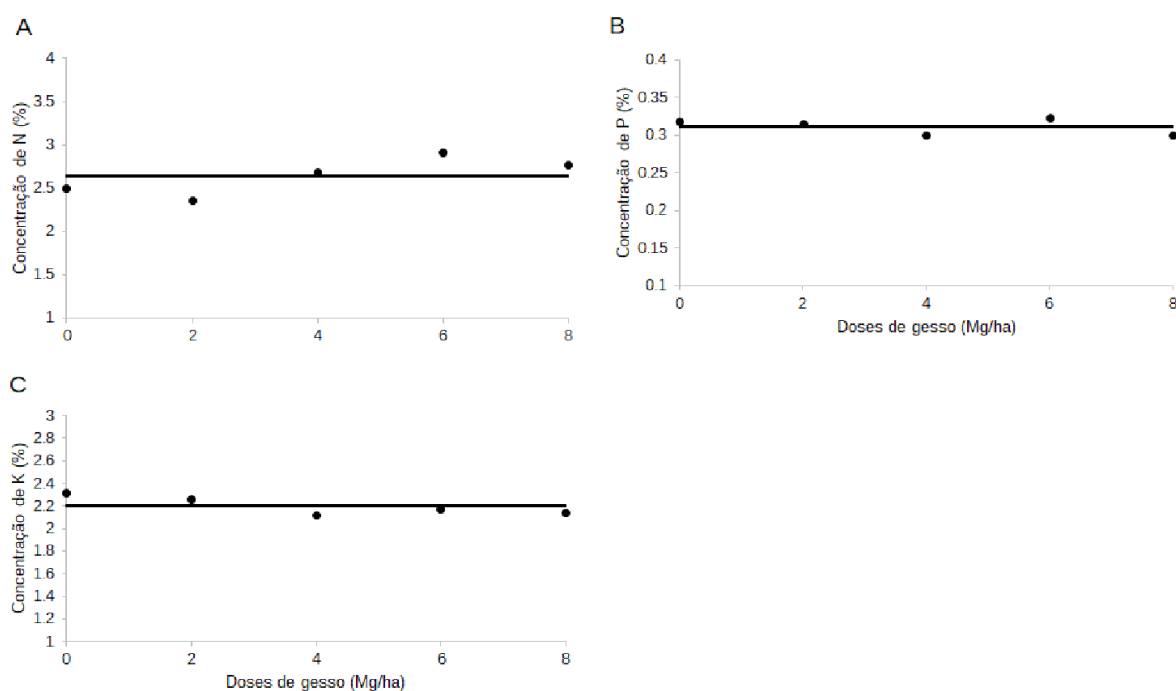 A
Concentração de N (%)
4
3.5
3
2.5
2
1.5
1
0 2 4 6 8
B
Concentração de P (%)
0.4
0.35
0.3
0.25
0.2
0.15
0.1
0 2 4 6 8
Doses de gesso (Mg/ha)
C
Concentração de K (%)
3
2.8
2.6
2.4
2.2
2
1.8
1.6
1.4
1.2
1
0 2 4 6 8
Doses de gesso (Mg/ha)